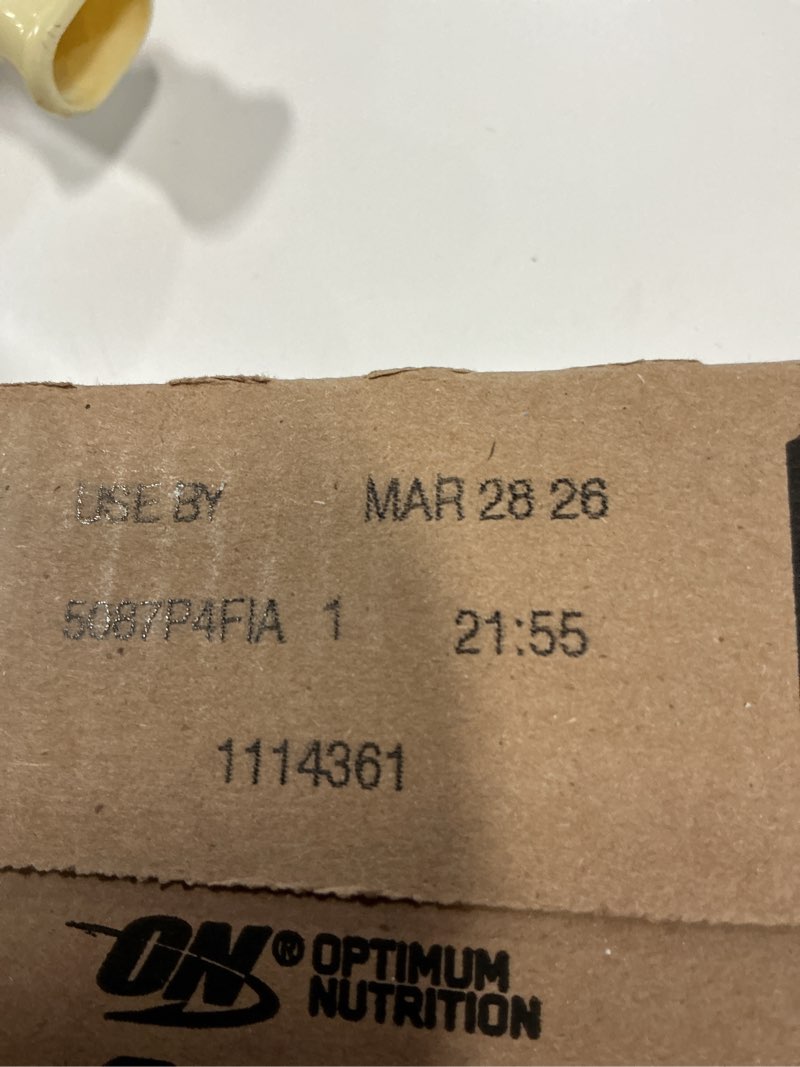 USE BY MAR 28 26
5087P4FIA 1 21:55
1114361
ON® OPTIMUM
NUTRITION